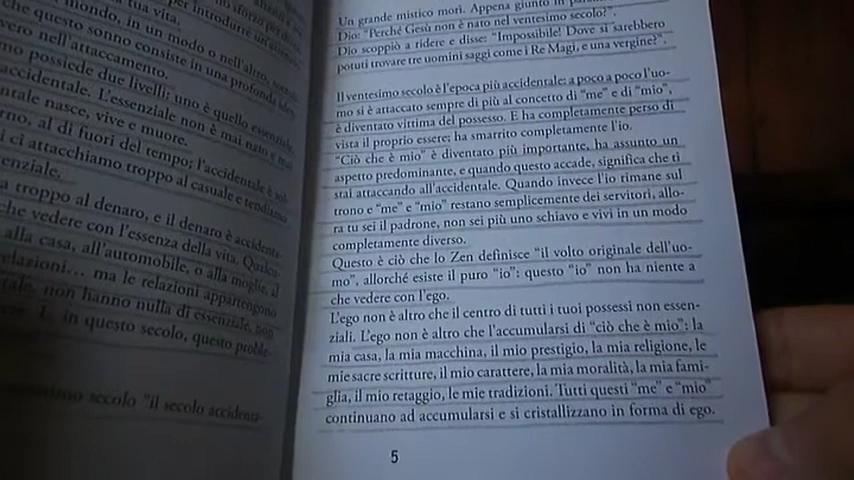 per introdurre un'
tua vita.
mondo, in un modo o nell'altro,
che questo sonno consiste in una profonda
vero nell'attaccamento.
mo possiede due livelli: uno è quello essenziale
accidentale. L'essenziale non è mai nato e mai
ntale nasce, vive e muore.
rno, al di fuori del tempo; l'accidentale è
i ci attacchiamo troppo al casuale e tendiamo
senziale.
a troppo al denaro, e il denaro è accidenta-
che vedere con l'essenza della vita.
alla casa, all'automobile, o alla moglie, al
relazioni… ma le relazioni appartengono
tale, non hanno nulla di essenziale, non
in questo secolo, questo proble-
secolo "il secolo accidenta-
Un grande mistico morì. Appena giunto in
Dio: "Perché Gesù non è nato nel ventesimo secolo?".
Dio scoppiò a ridere e disse: "Impossibile! Dove si sarebbero
potuti trovare tre uomini saggi come i Re Magi, e una vergine?".
Il ventesimo secolo è l'epoca più accidentale: a poco a poco l'uo-
mo si è attaccato sempre di più al concetto di "me" e di "mio",
è diventato vittima del possesso. E ha completamente perso di
vista il proprio essere; ha smarrito completamente l'io.
"Ciò che è mio" è diventato più importante, ha assunto un
aspetto predominante, e quando questo accade, significa che ti
stai attaccando all'accidentale. Quando invece l'io rimane sul
trono e "me" e "mio" restano semplicemente dei servitori, allo-
ra tu sei il padrone, non sei più uno schiavo e vivi in un modo
completamente diverso.
Questo è ciò che lo Zen definisce "il volto originale dell'uo-
mo", allorché esiste il puro "io": questo "io" non ha niente a
che vedere con l'ego.
L'ego non è altro che il centro di tutti i tuoi possessi non essen-
ziali. L'ego non è altro che l'accumularsi di "ciò che è mio": la
mia casa, la mia macchina, il mio prestigio, la mia religione, le
mie sacre scritture, il mio carattere, la mia moralità, la mia fami-
glia, il mio retaggio, le mie tradizioni. Tutti questi "me" e "mio"
continuano ad accumularsi e si cristallizzano in forma di ego.
5